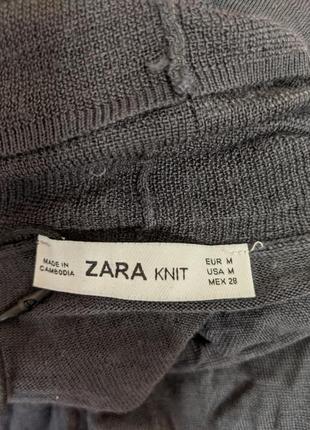 MADE IN
CAMBODIA
ZARA KNIT
EUR M
USA M
MEX 28